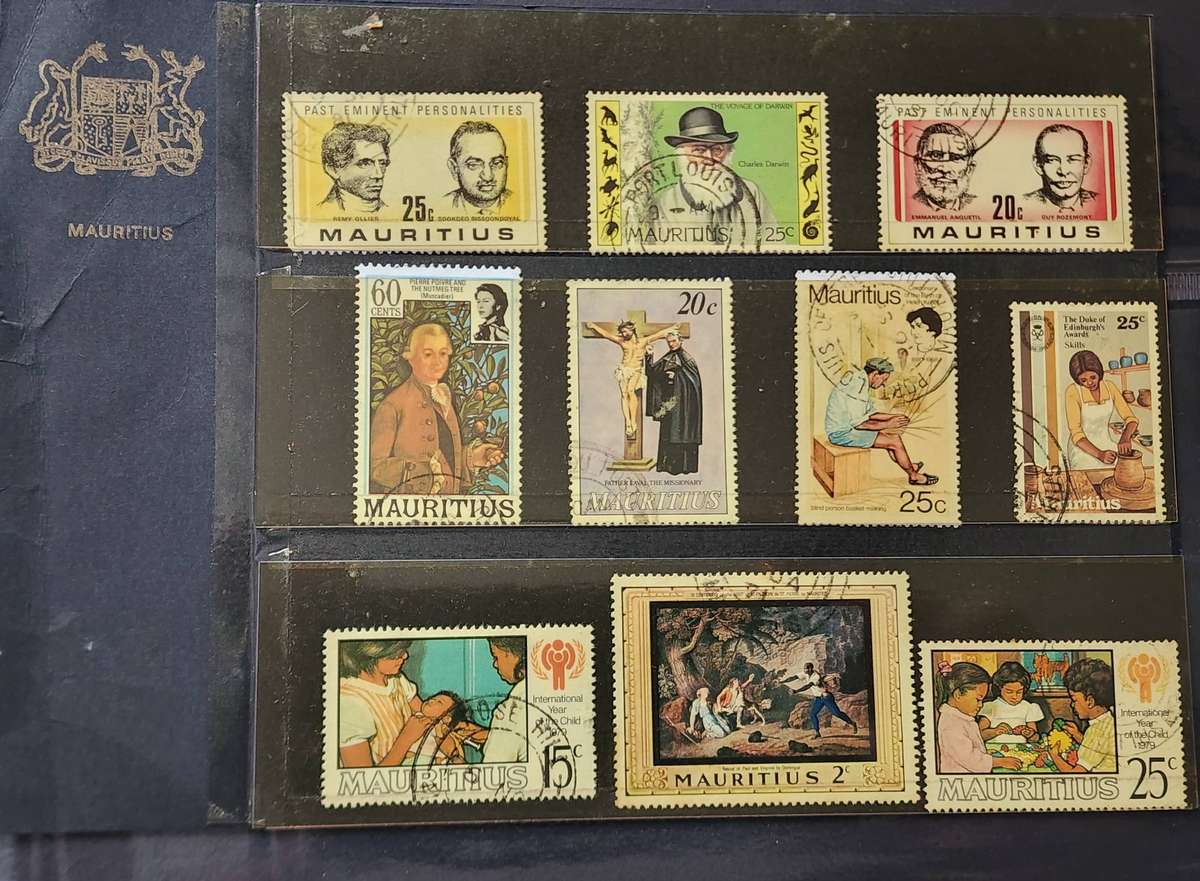 MAURITIUS
PAST EMINENT PERSONALITIES
25c
REMY OLLIER
SOOKDEO BISSOONDOYAL
MAURITIUS
THE VOYAGE OF DARWIN
Charles Darwin
PORT LOUIS
MAURITIUS 25c
PAST EMINENT PERSONALITIES
20c
EMMANUEL ANQUETIL
GUY ROZEMONT
MAURITIUS
60
CENTS
PIERRE POIVRE AND
THE NUTMEG TREE
(Muscadier)
MAURITIUS
20c
FATHER LAVAL THE MISSIONARY
MAURITIUS
Mauritius
PORT LOUIS
Blind person basket making
25c
The Duke of
Edinburgh's
Awards
Skills
25c
Mauritius
International
Year
of the Child
1979
MAURITIUS 15c
MAURITIUS 2c
International
Year
of the Child
1979
MAURITIUS 25c